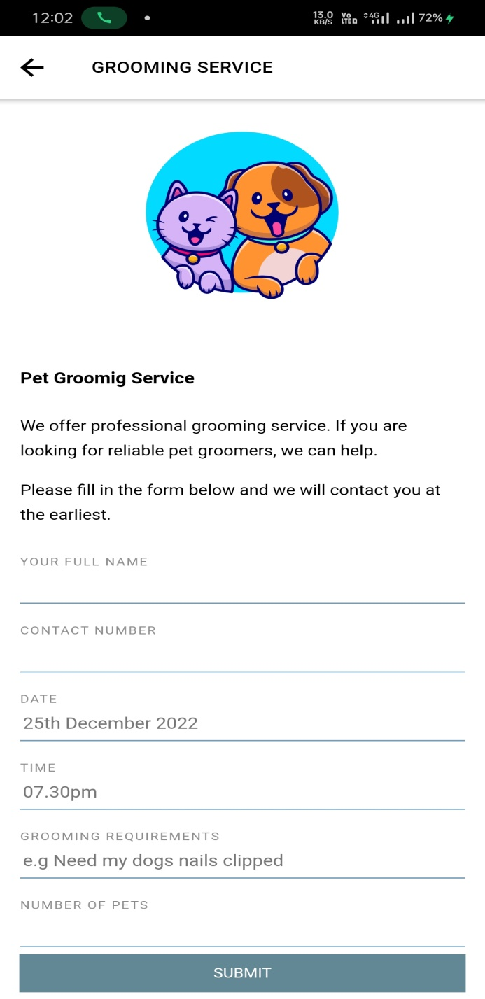 12:02
13.0 KB/S Vo LTE 4G 72%
GROOMING SERVICE
Pet Groomig Service
We offer professional grooming service. If you are
looking for reliable pet groomers, we can help.
Please fill in the form below and we will contact you at
the earliest.
YOUR FULL NAME
CONTACT NUMBER
DATE
25th December 2022
TIME
07.30pm
GROOMING REQUIREMENTS
e.g Need my dogs nails clipped
NUMBER OF PETS
SUBMIT